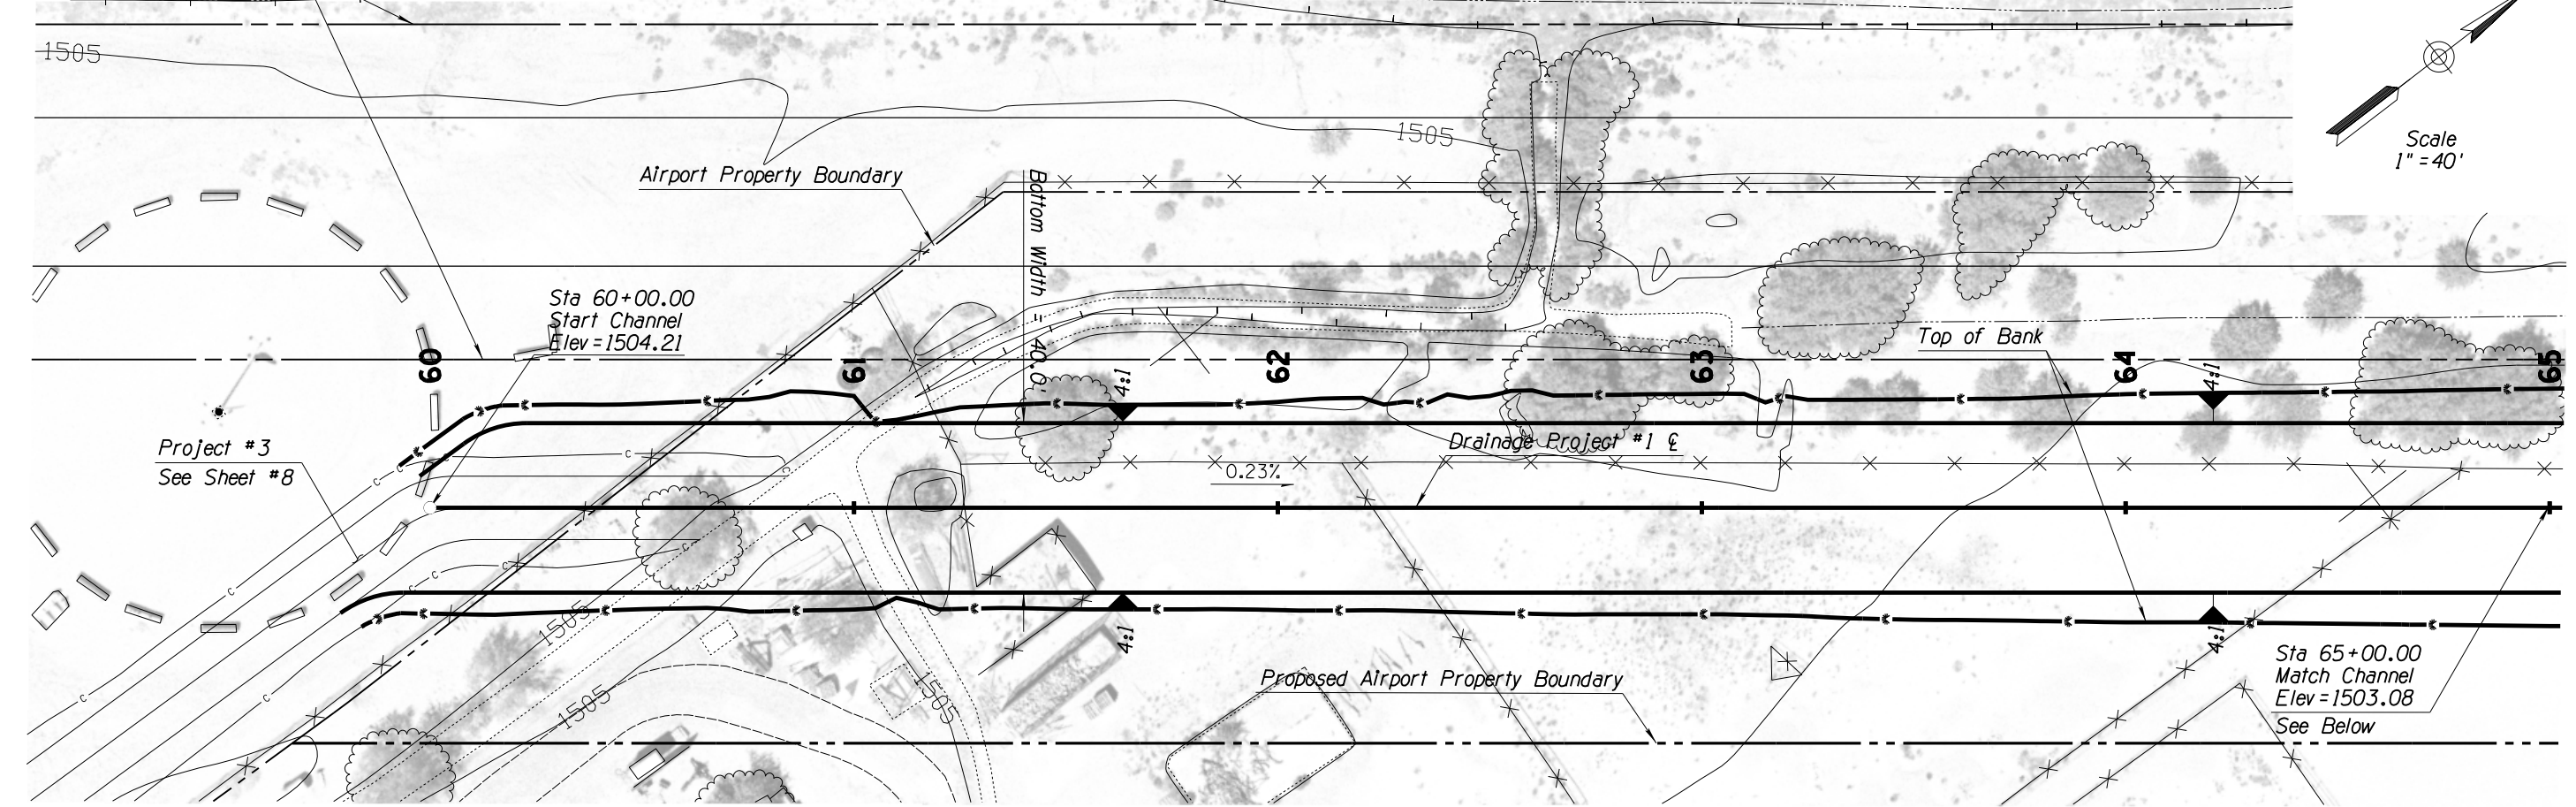 1505
Scale
1" =40'
1505
Airport Property Boundary
Bottom Width = 40.0'
Sta 60+00.00
Start Channel
Elev=1504.21
Top of Bank
60
61
62
63
64
65
4:1
4:1
Project #3
See Sheet #8
Drainage Project #1 ℄
0.23%
C
C
C
C
C
C
C
C
C
1505
4:1
4:1
1505
1505
Proposed Airport Property Boundary
Sta 65+00.00
Match Channel
Elev=1503.08
See Below